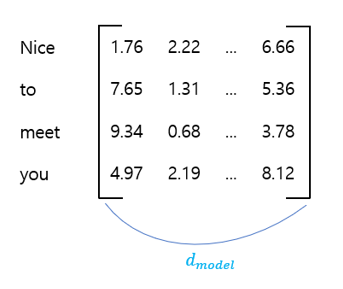 Nice 1.76 2.22 ... 6.66
to 7.65 1.31 ... 5.36
meet 9.34 0.68 ... 3.78
you 4.97 2.19 ... 8.12
d_model